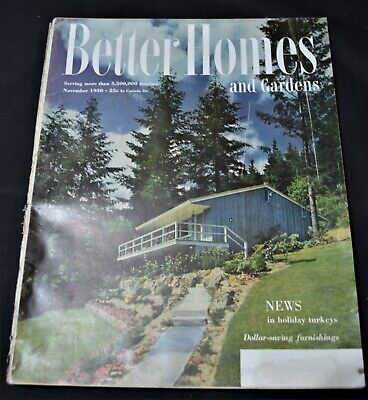 Better Homes
and Gardens
Serving more than 3,500,000 families
November 1950 · 25¢ In Canada 30c
NEWS
in holiday turkeys
Dollar-saving furnishings